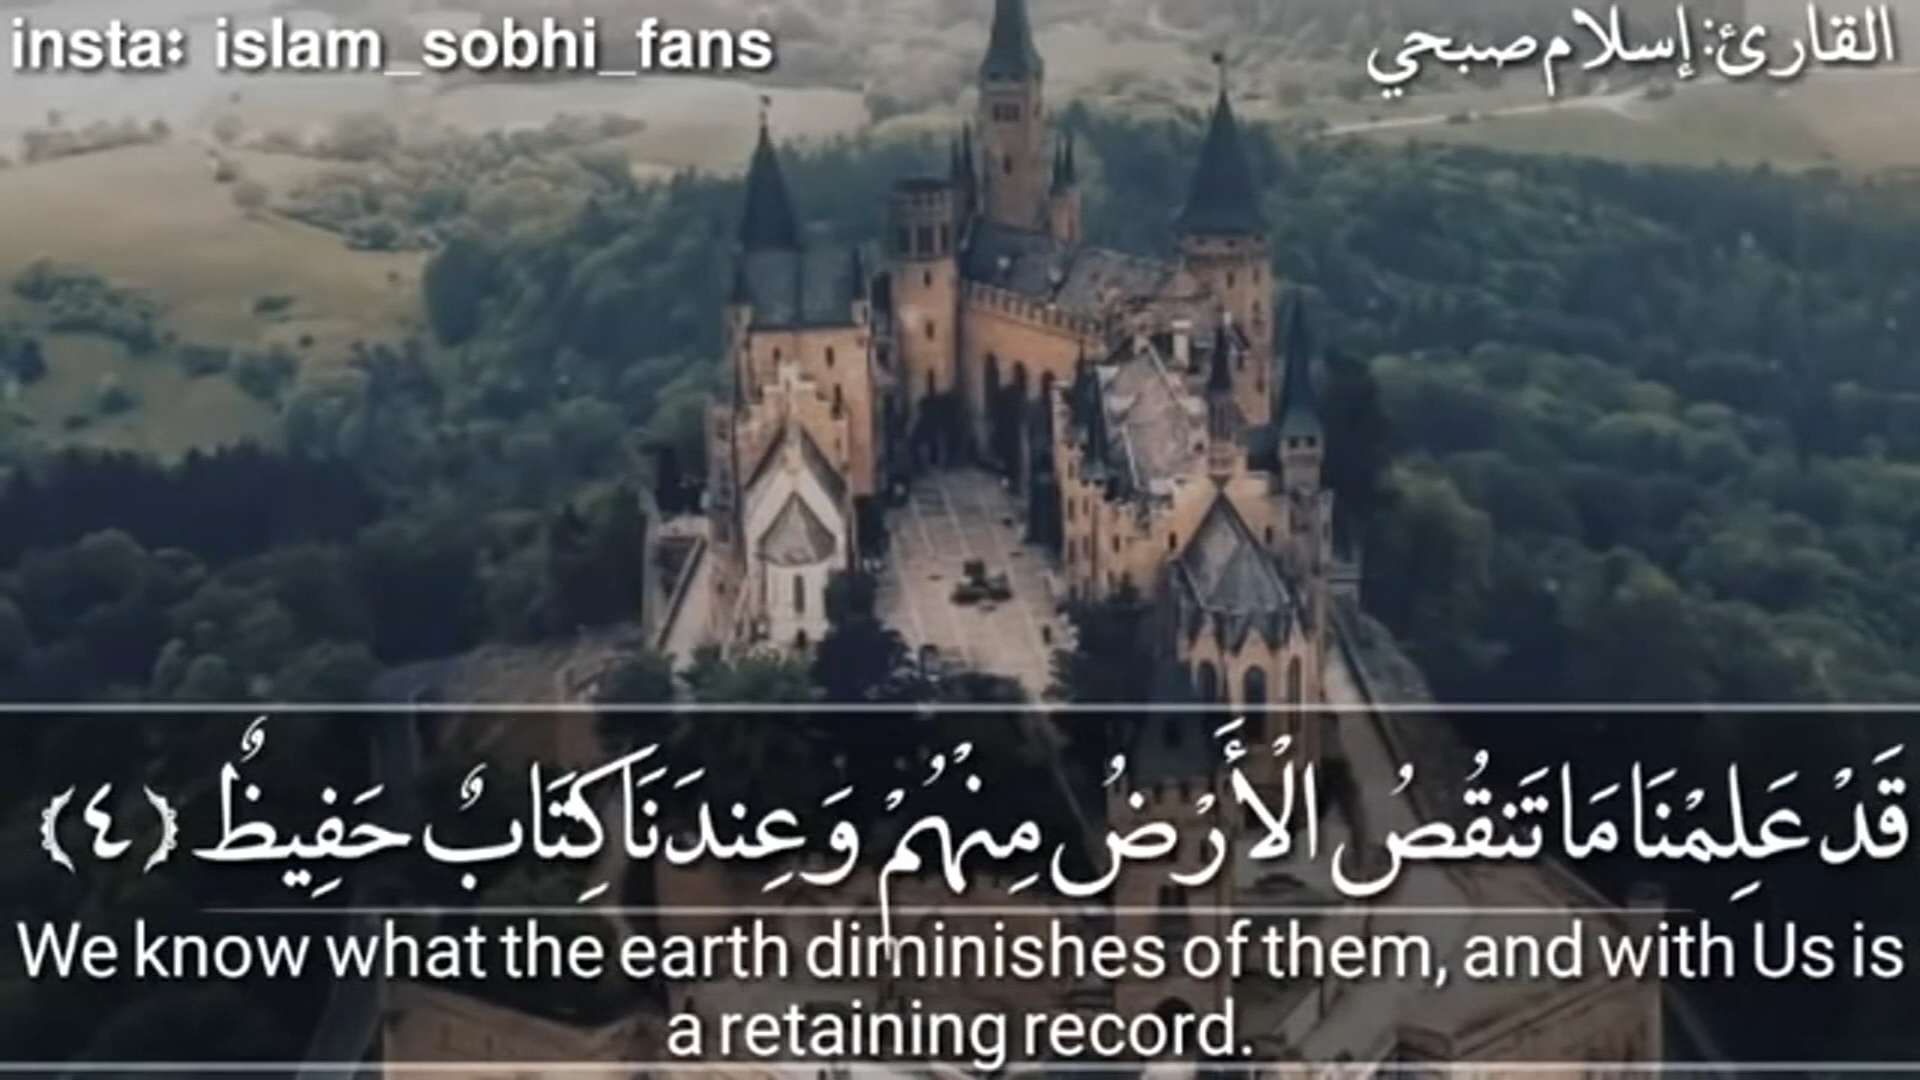 insta: islam_sobhi_fans
القارئ: إسلام صبحي
قَدْ عَلِمْنَا مَا تَنقُصُ الْأَرْضُ مِنْهُمْ وَعِندَنَا كِتَابٌ حَفِيظٌ ﴿٤﴾
We know what the earth diminishes of them, and with Us is
a retaining record.